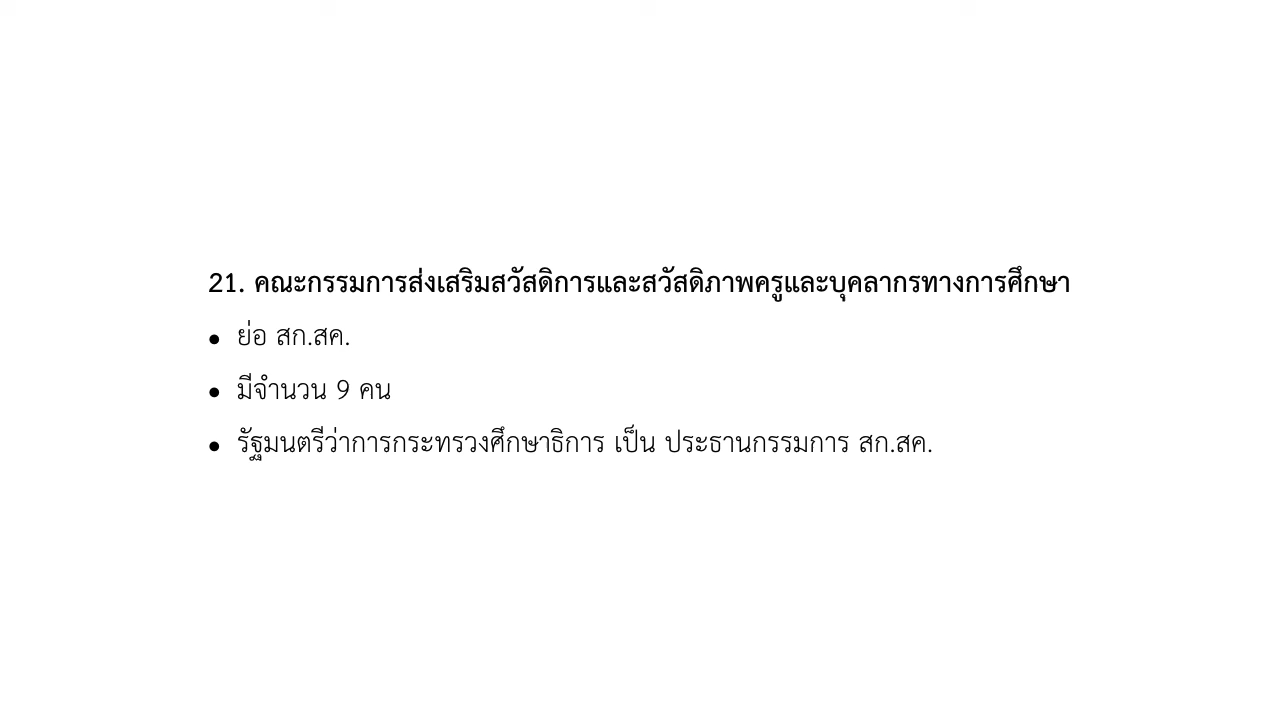 21. คณะกรรมการส่งเสริมสวัสดิการและสวัสดิภาพครูและบุคลากรทางการศึกษา
• ย่อ สก.สค.
• มีจำนวน 9 คน
• รัฐมนตรีว่าการกระทรวงศึกษาธิการ เป็น ประธานกรรมการ สก.สค.